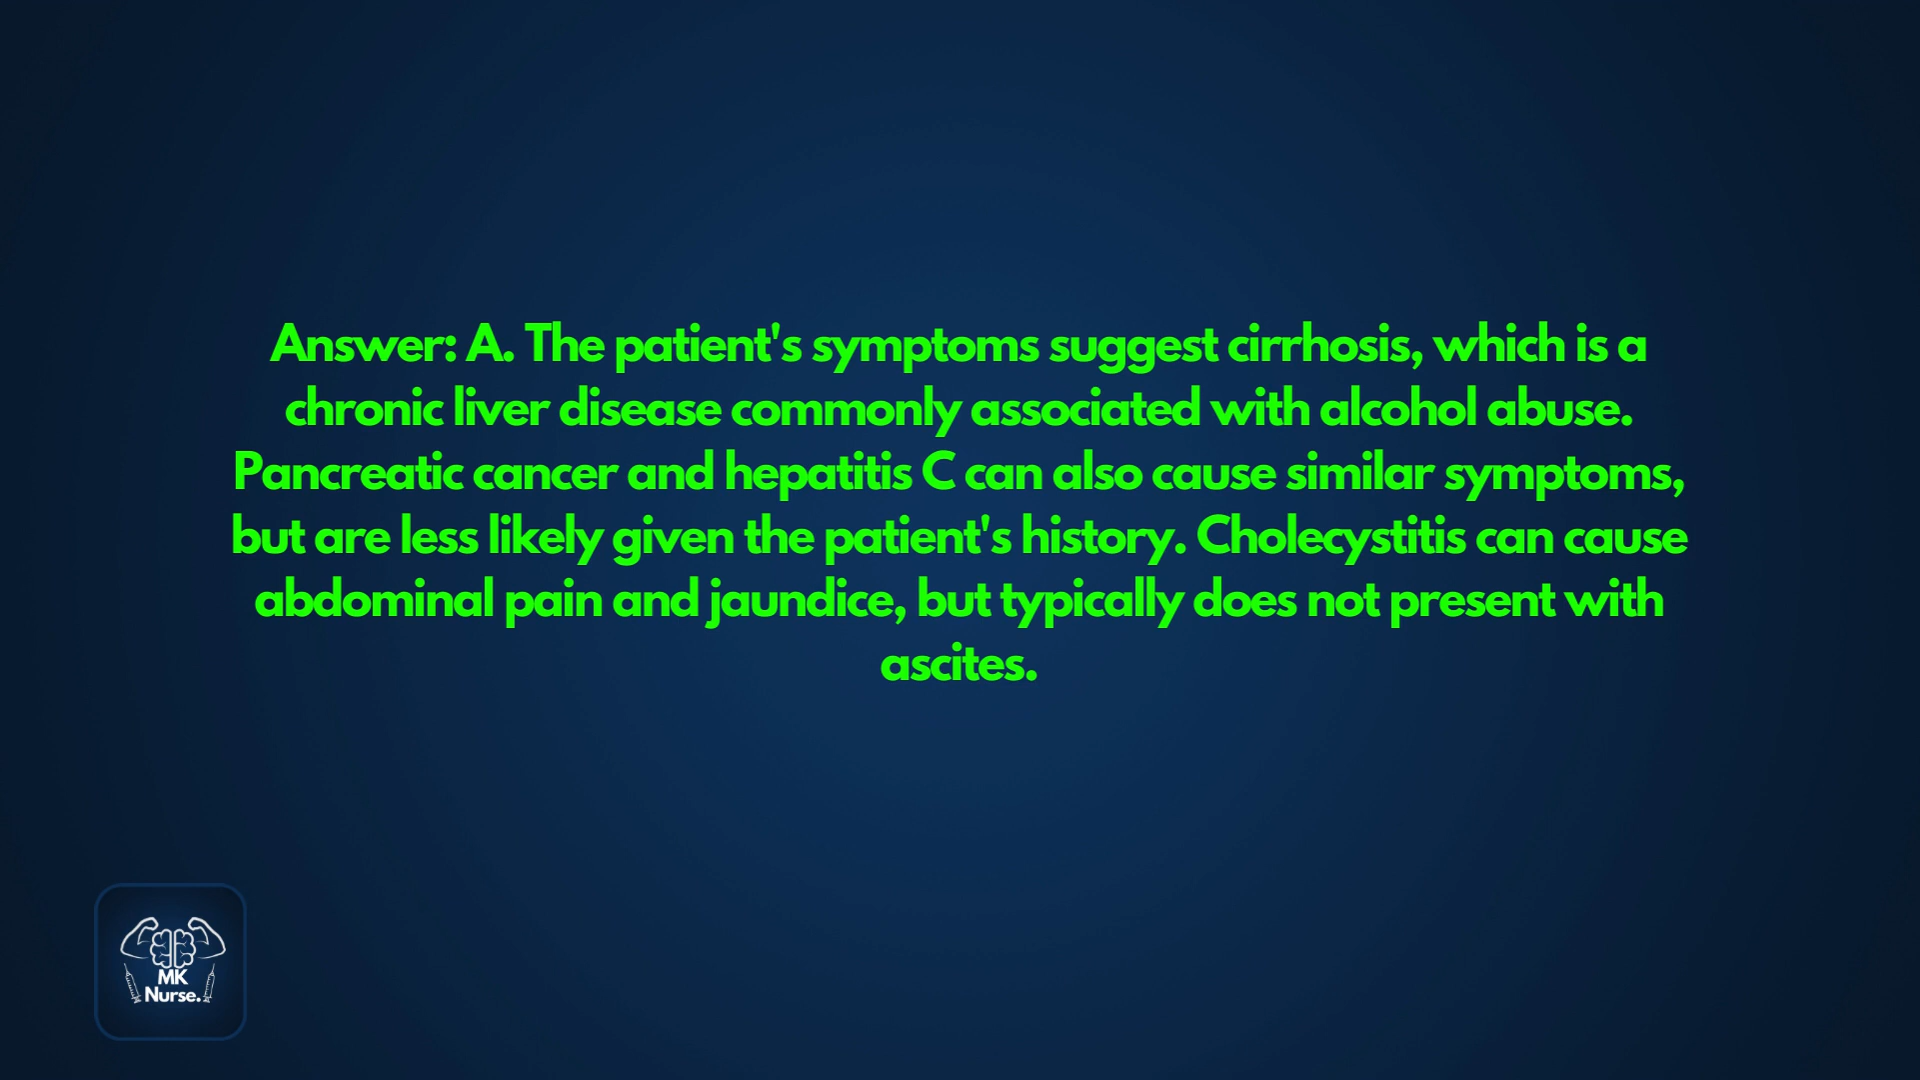 Answer: A. The patient's symptoms suggest cirrhosis, which is a
chronic liver disease commonly associated with alcohol abuse.
Pancreatic cancer and hepatitis C can also cause similar symptoms,
but are less likely given the patient's history. Cholecystitis can cause
abdominal pain and jaundice, but typically does not present with
ascites.
MK
Nurse.